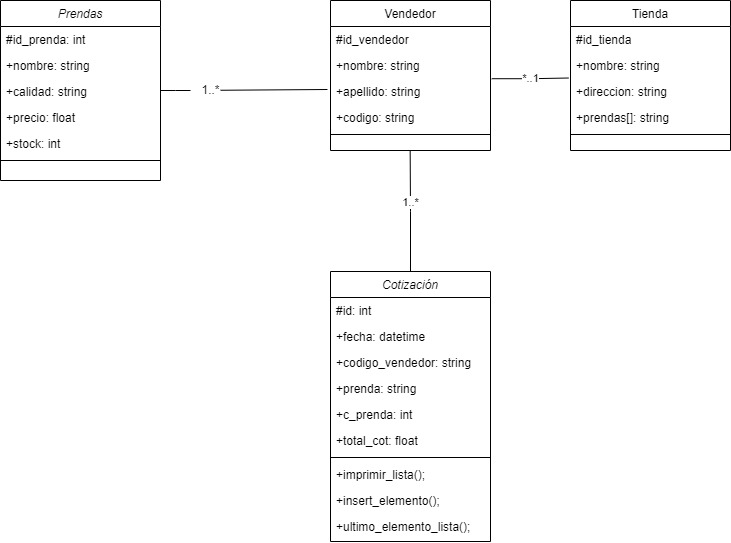 Prendas
#id_prenda: int
+nombre: string
+calidad: string
+precio: float
+stock: int
1..*
Vendedor
#id_vendedor
+nombre: string
+apellido: string
+codigo: string
*..1
Tienda
#id_tienda
+nombre: string
+direccion: string
+prendas[]: string
1..*
Cotización
#id: int
+fecha: datetime
+codigo_vendedor: string
+prenda: string
+c_prenda: int
+total_cot: float
+imprimir_lista();
+insert_elemento();
+ultimo_elemento_lista();